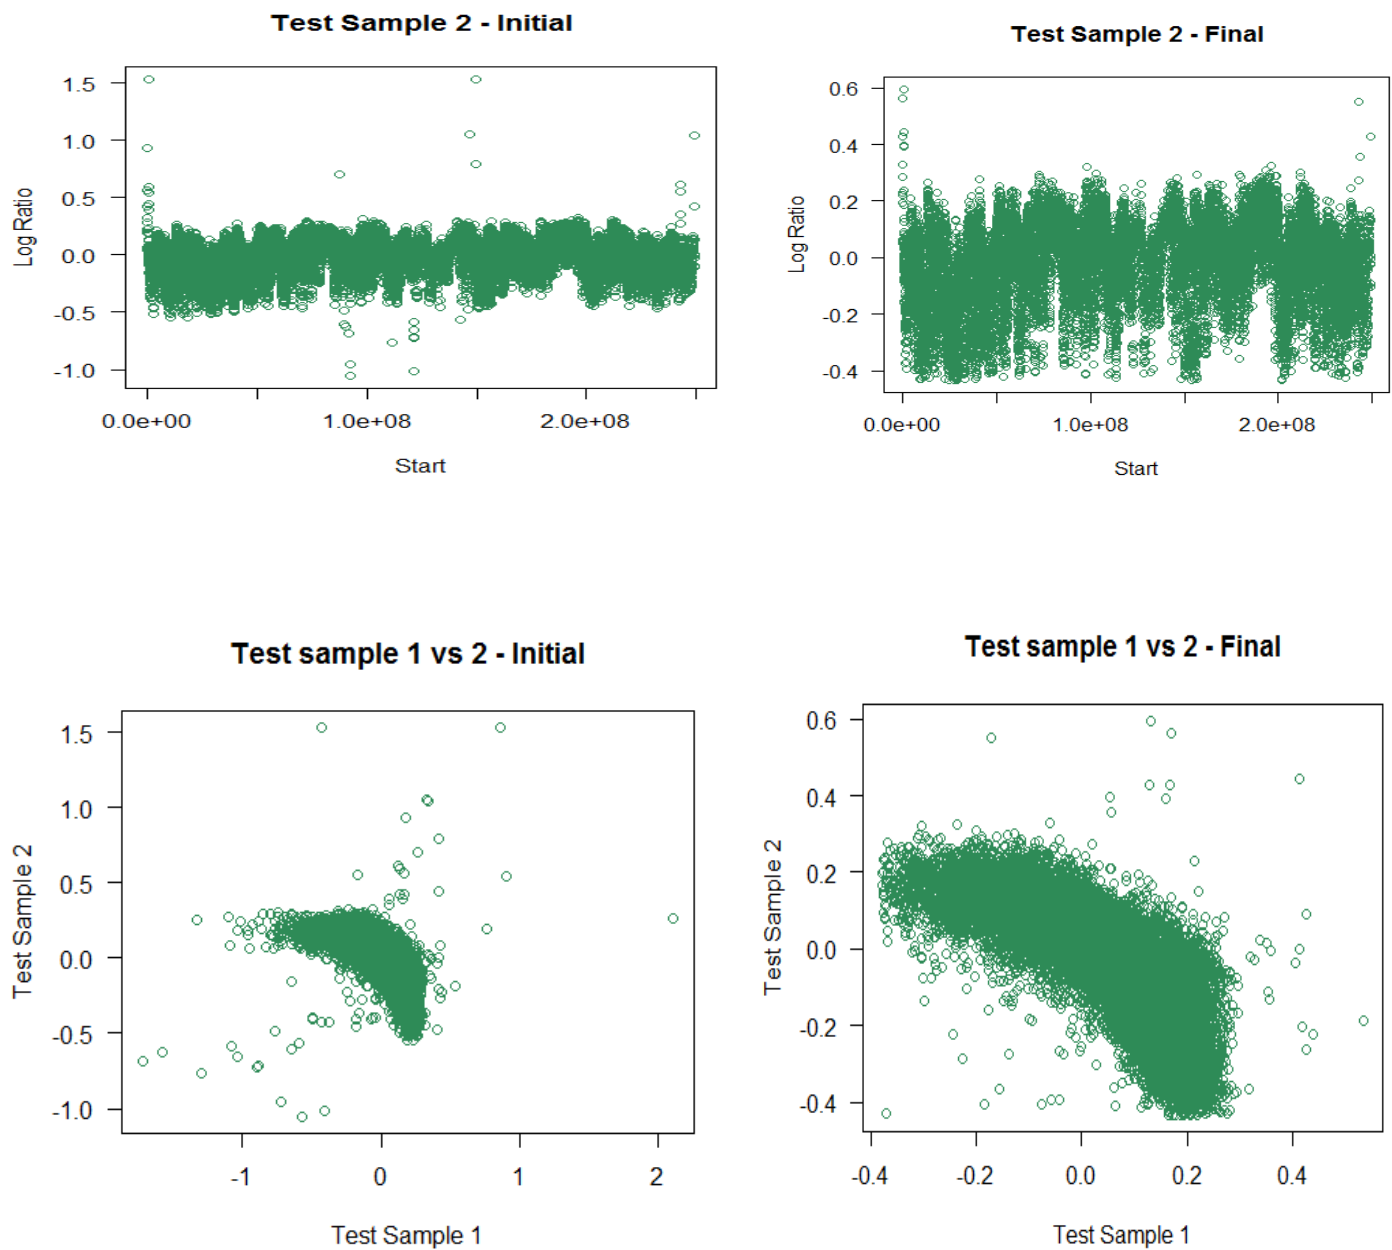 Test Sample 2 - Initial
1.5
1.0
0.5
0.0
-0.5
-1.0
Log Ratio
0.0e+00
1.0e+08
2.0e+08
Start
Test Sample 2 - Final
0.6
0.4
0.2
0.0
-0.2
-0.4
Log Ratio
0.0e+00
1.0e+08
2.0e+08
Start
Test sample 1 vs 2 - Initial
1.5
1.0
0.5
0.0
-0.5
-1.0
Test Sample 2
-1
0
1
2
Test Sample 1
Test sample 1 vs 2 - Final
0.6
0.4
0.2
0.0
-0.2
-0.4
Test Sample 2
-0.4
-0.2
0.0
0.2
0.4
Test Sample 1